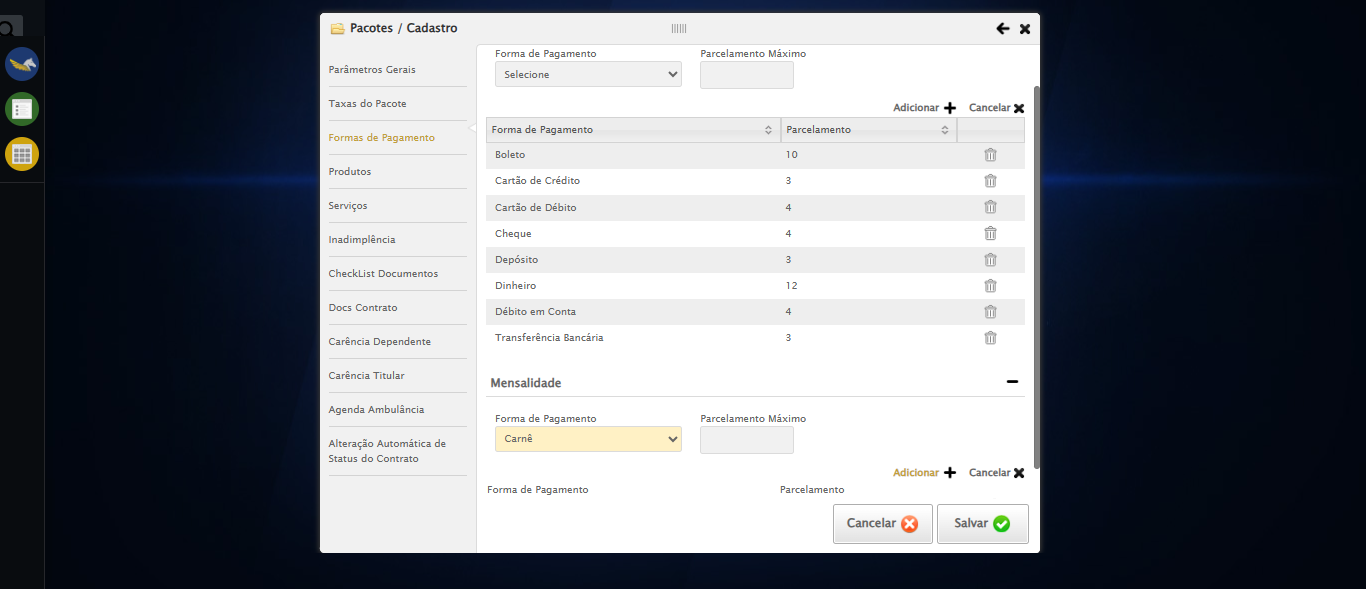 Pacotes / Cadastro
Parâmetros Gerais
Taxas do Pacote
Formas de Pagamento
Produtos
Serviços
Inadimplência
CheckList Documentos
Docs Contrato
Carência Dependente
Carência Titular
Agenda Ambulância
Alteração Automática de
Status do Contrato
Forma de Pagamento Parcelamento Máximo
Selecione
Adicionar Cancelar
Forma de Pagamento Parcelamento
Boleto 10
Cartão de Crédito 3
Cartão de Débito 4
Cheque 4
Depósito 3
Dinheiro 12
Débito em Conta 4
Transferência Bancária 3
Mensalidade
Forma de Pagamento Parcelamento Máximo
Carnê
Adicionar Cancelar
Forma de Pagamento Parcelamento
Cancelar Salvar